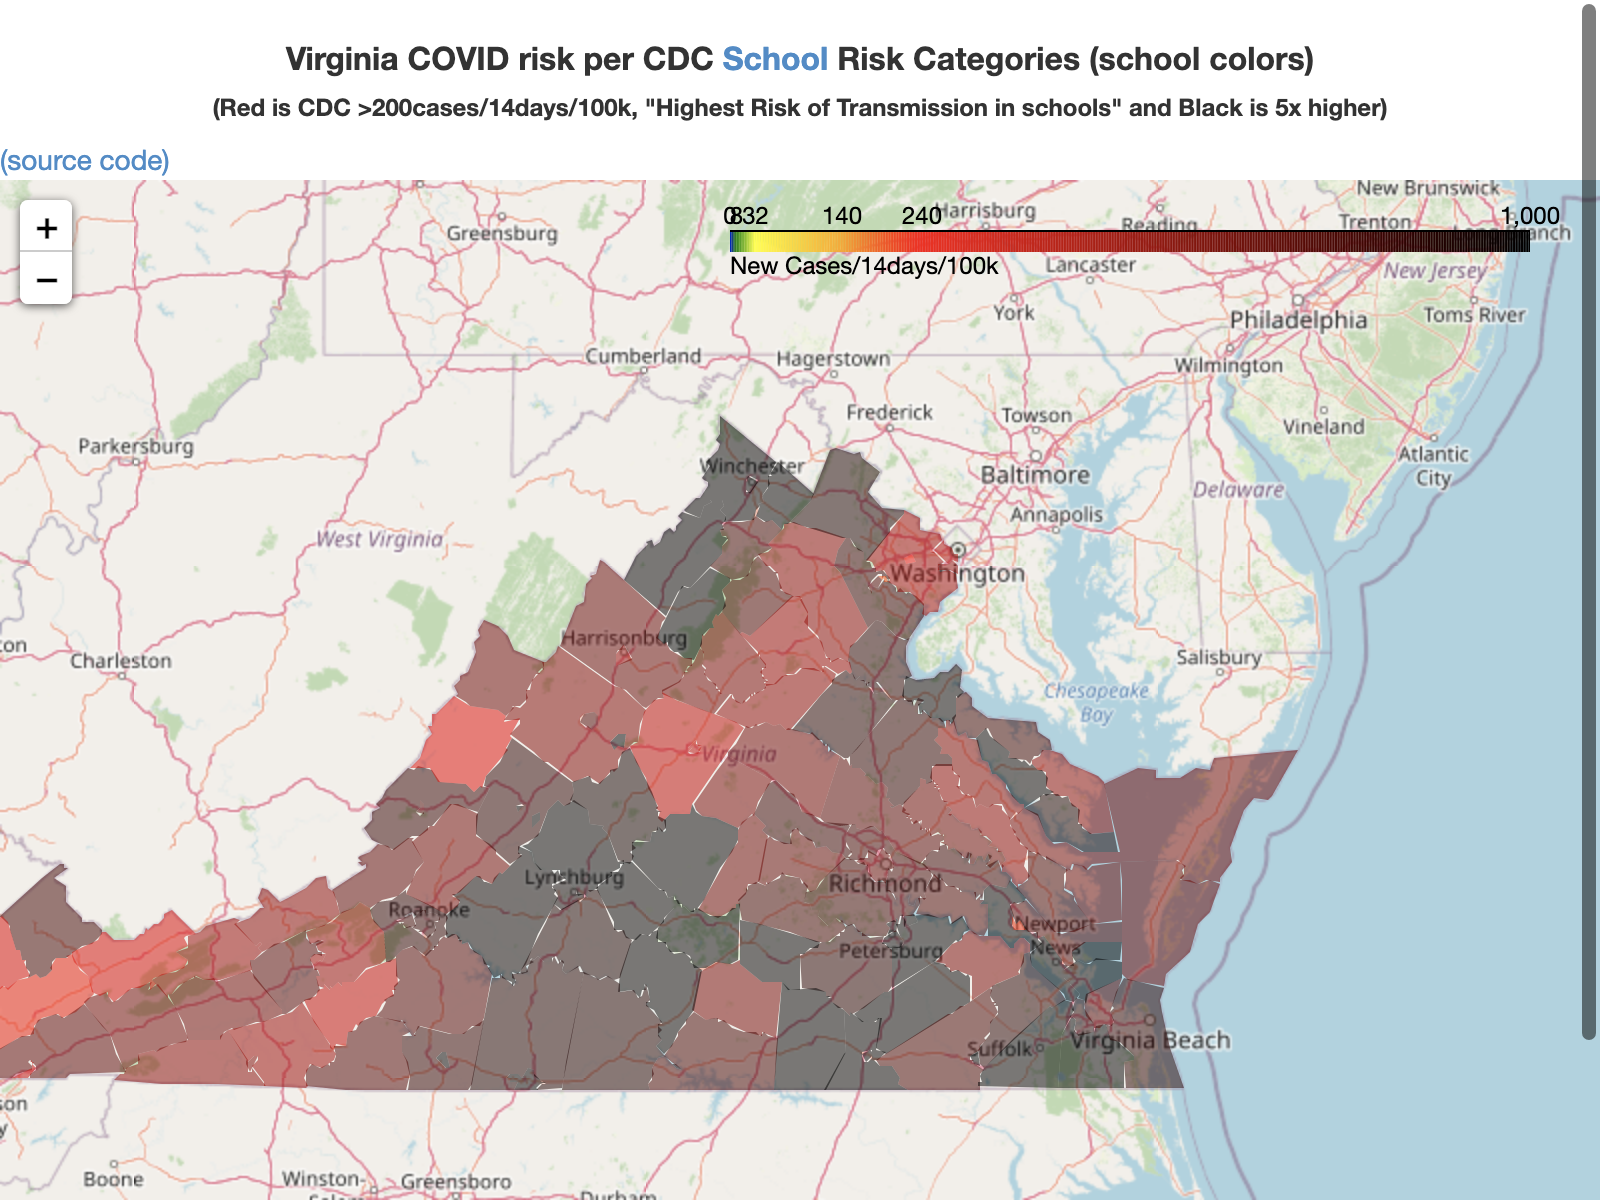 Virginia COVID risk per CDC School Risk Categories (school colors)
(Red is CDC >200cases/14days/100k, "Highest Risk of Transmission in schools" and Black is 5x higher)
(source code)
+
−
0 8 32 140 240 1,000
New Cases/14days/100k
New Brunswick
Harrisburg
Reading
Trenton
Greensburg
Lancaster
New Jersey
York
Philadelphia
Toms River
Cumberland
Hagerstown
Wilmington
Frederick
Towson
Vineland
Parkersburg
Winchester
Baltimore
Atlantic
City
Delaware
Annapolis
West Virginia
Washington
Harrisonburg
Charleston
Salisbury
Chesapeake
Bay
Virginia
Lynchburg
Richmond
Roanoke
Newport
News
Petersburg
Suffolk
Virginia Beach
Boone
Winston-
Greensboro
Durham